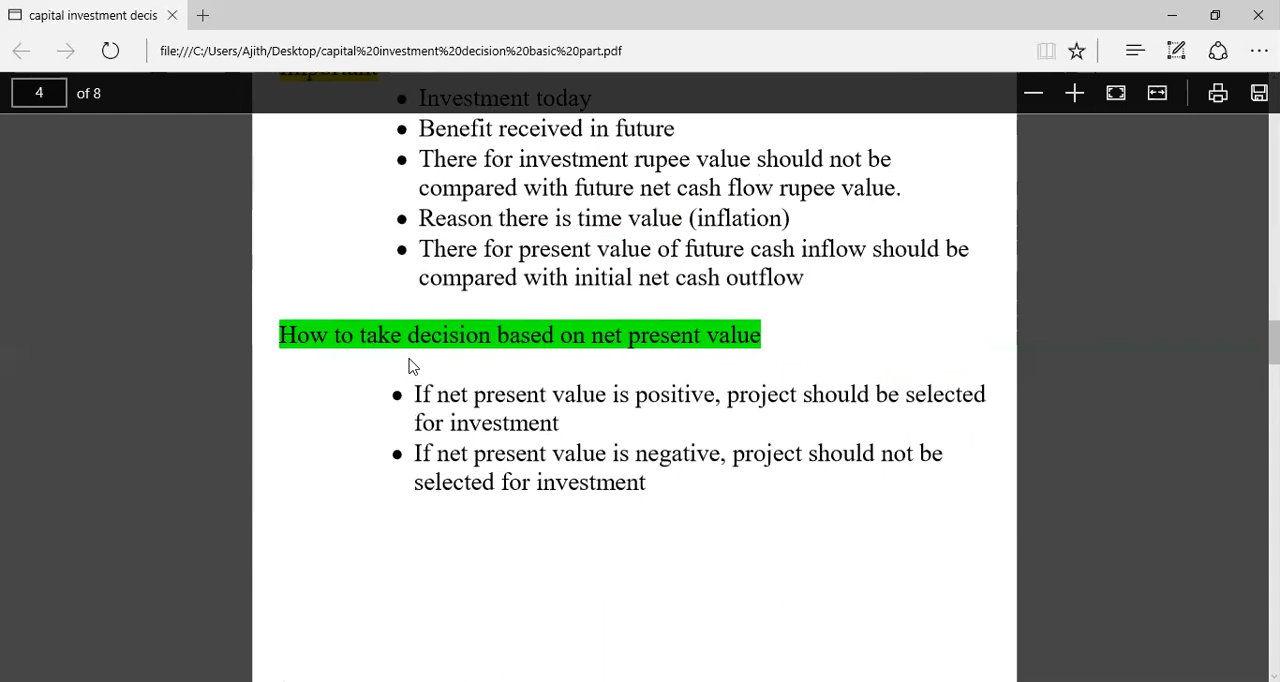 capital investment decis
file:///C:/Users/Ajith/Desktop/capital%20investment%20decision%20basic%20part.pdf
4 of 8
Important
• Investment today
• Benefit received in future
• There for investment rupee value should not be
compared with future net cash flow rupee value.
• Reason there is time value (inflation)
• There for present value of future cash inflow should be
compared with initial net cash outflow
How to take decision based on net present value
• If net present value is positive, project should be selected
for investment
• If net present value is negative, project should not be
selected for investment